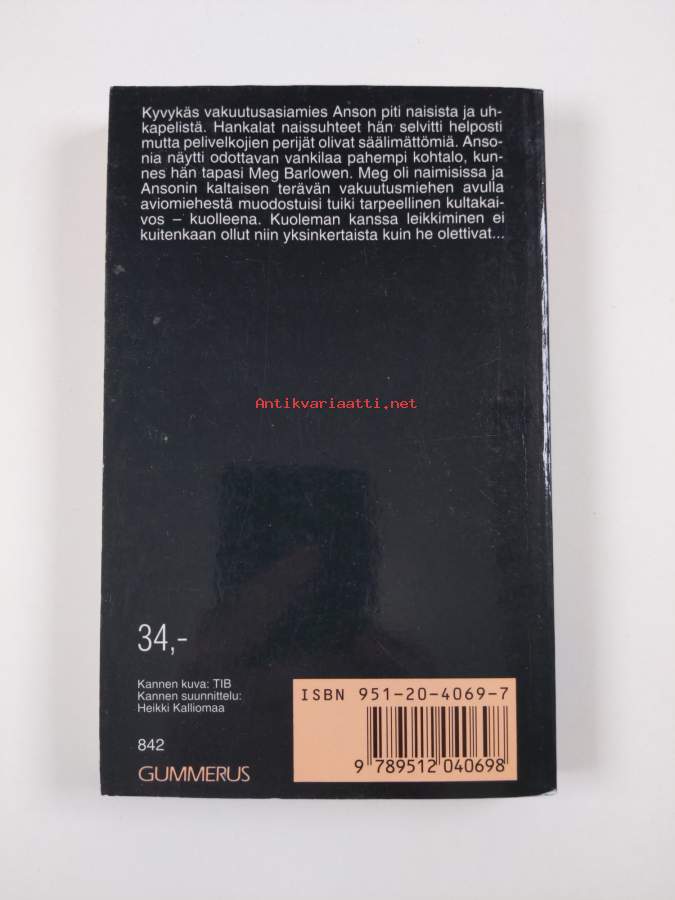 Kyvykäs vakuutusasiamies Anson piti naisista ja uh-
kapelistä. Hankalat naissuhteet hän selvitti helposti
mutta pelivelkojen perijät olivat säälimättömiä. Anso-
nia näytti odottavan vankilaa pahempi kohtalo, kun-
nes hän tapasi Meg Barlowen. Meg oli naimisissa ja
Ansonin kaltaisen terävän vakuutusmiehen avulla
aviomiehestä muodostuisi tuiki tarpeellinen kultakai-
vos – kuolleena. Kuoleman kanssa leikkiminen ei
kuitenkaan ollut niin yksinkertaista kuin he olettivat...
Antikvariaatti.net
34,-
Kannen kuva: TIB
Kannen suunnittelu:
Heikki Kalliomaa
842
GUMMERUS
ISBN 951-20-4069-7
9 789512 040698